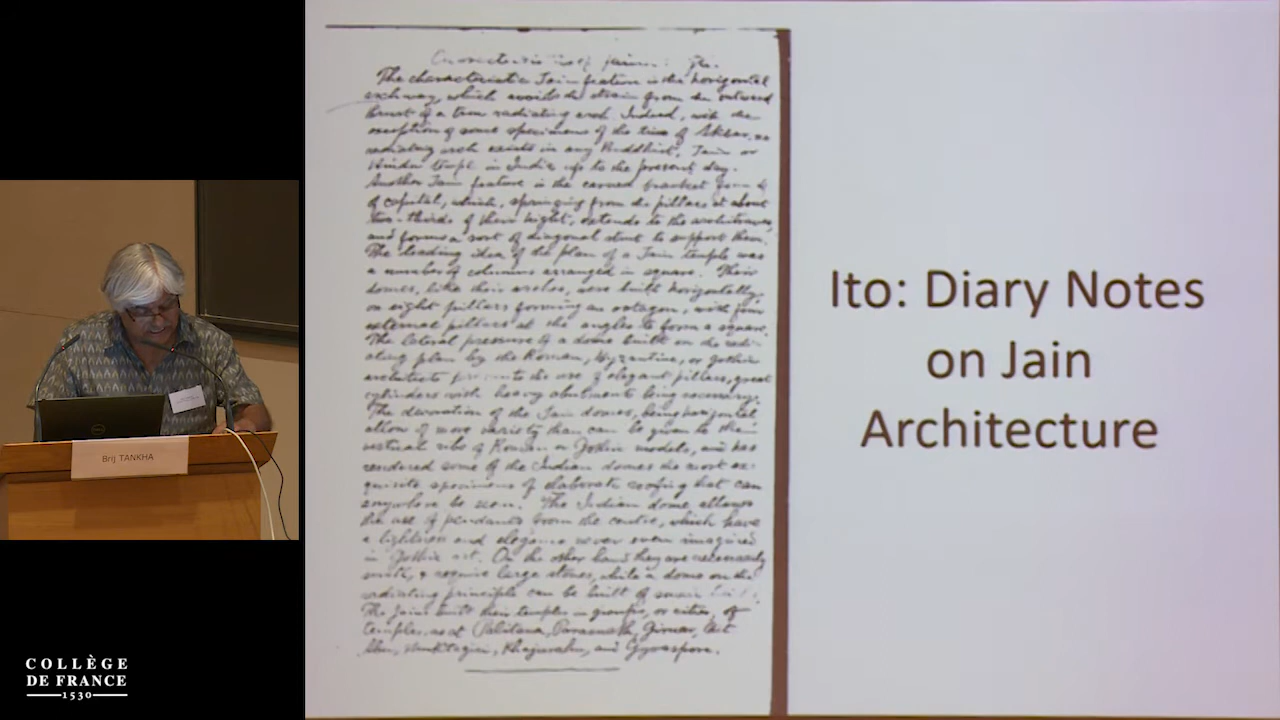 The characteristic Jain feature is the horizontal
archway, which avoids the strain from the outward
thrust of a true radiating arch. Indeed, with the
exception of some specimens of the time of Akbar, no
radiating arch exists in any Buddhist, Jain or
Hindu temple in India up to the present day.
Another Jain feature is the carved bracket form
of capital, which, springing from the pillars at about
two-thirds of their hight, extends to the architraves,
and forms a sort of diagonal strut to support them.
The leading idea of the plan of a Jain temple was
a number of columns arranged in square. Their
domes, like their arches, were built horizontally,
on eight pillars forming an octagon, with four
external pillars at the angles to form a square.
The lateral pressure of a dome built on the radi-
ating plan by the Roman, Byzantine, or Gothic
architects prevents the use of elegant pillars, great
cylinders with heavy abutments being necessary.
The decoration of the Jain domes, being horizontal
allow of more variety than can be given to the
vertical ribs of Roman or Gothic models, and has
rendered some of the Indian domes the most ex-
quisite specimens of elaborate roofing that can
anywhere be seen. The Indian dome allows
the use of pendants from the centre, which have
a lightness and elegance never even imagined
in Gothic art. On the other hand they are necessarily
small, & require large stones, while a dome on the
radiating principle can be built of small
The Jains built their temples in groups, or cities, of
temples, as at Palitana, Parasnath, Girnar, Mt
Abu, Khajuraho, and Gyraspore.
Ito: Diary Notes
on Jain
Architecture
Brij TANKHA
DELL
COLLÈGE
DE FRANCE
1530